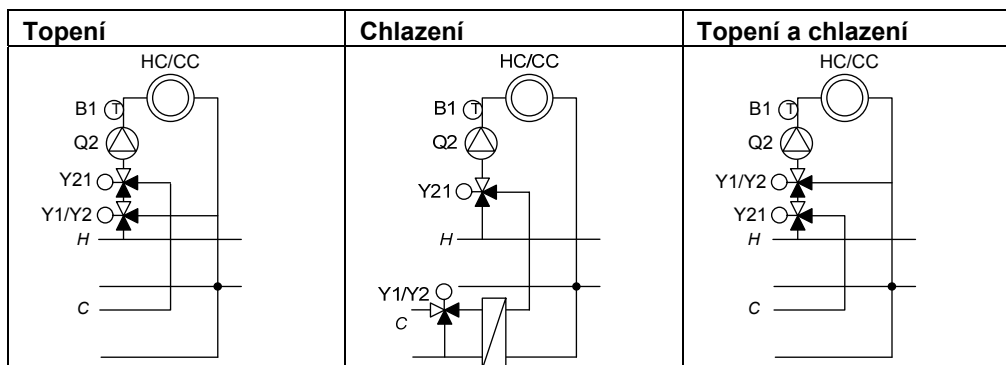 Topení
HC/CC
B1 T
Q2
Y21
Y1/Y2
H
C
Chlazení
HC/CC
B1 T
Q2
Y21
H
Y1/Y2
C
Topení a chlazení
HC/CC
B1 T
Q2
Y1/Y2
Y21
H
C